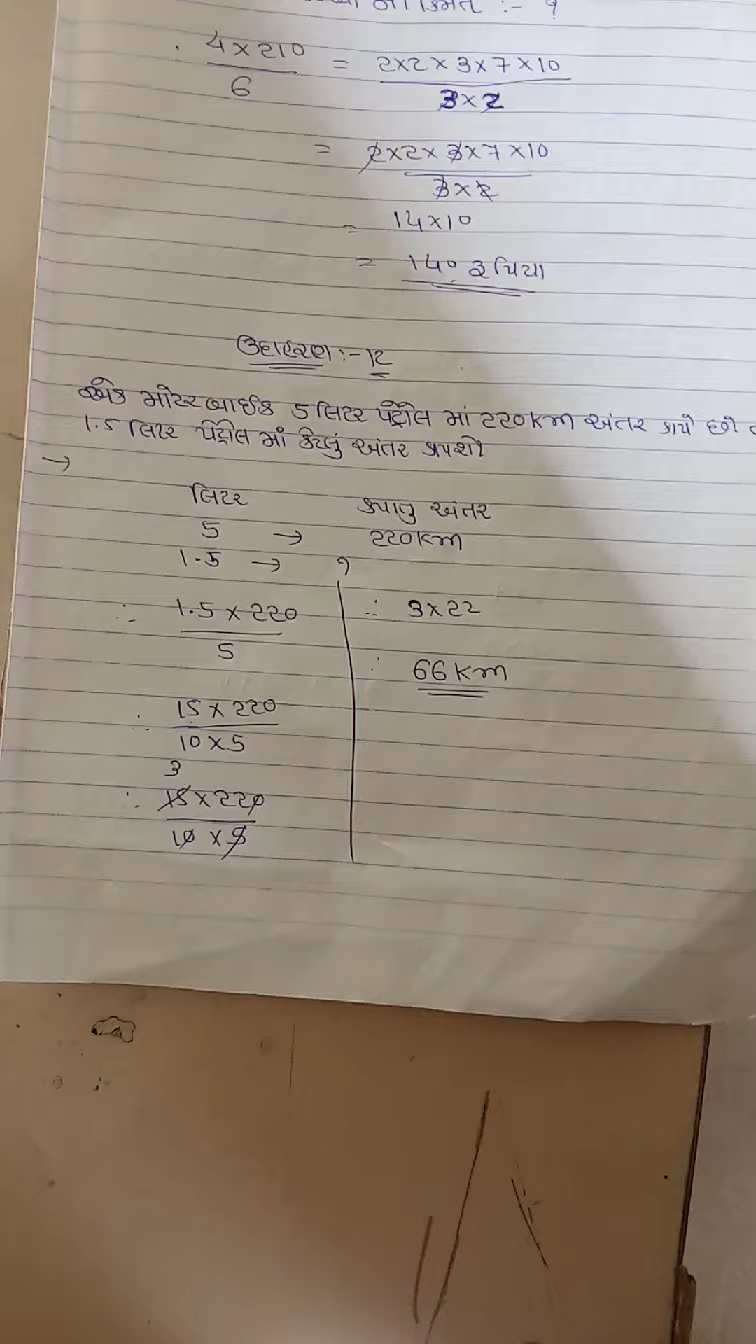 4 × 210 / 6 = 2×2×3×7×10 / 3×2
= 2×2×3×7×10 / 3×2
= 14×10
= 140 રૂપિયા
ઉદાહરણ :- 12
એક મોટર બાઈક 5 લિટર પેટ્રોલ માં 220km અંતર કાપે છે
1.5 લિટર પેટ્રોલ માં કેટલું અંતર કાપશે
→
લિટર કાપેલુ અંતર
5 → 220km
1.5 → ?
∴ 1.5 × 220 / 5
∴ 15 × 220 / 10 × 5
3
∴ 15 × 220 / 10 × 5
∴ 3×22
∴ 66 km